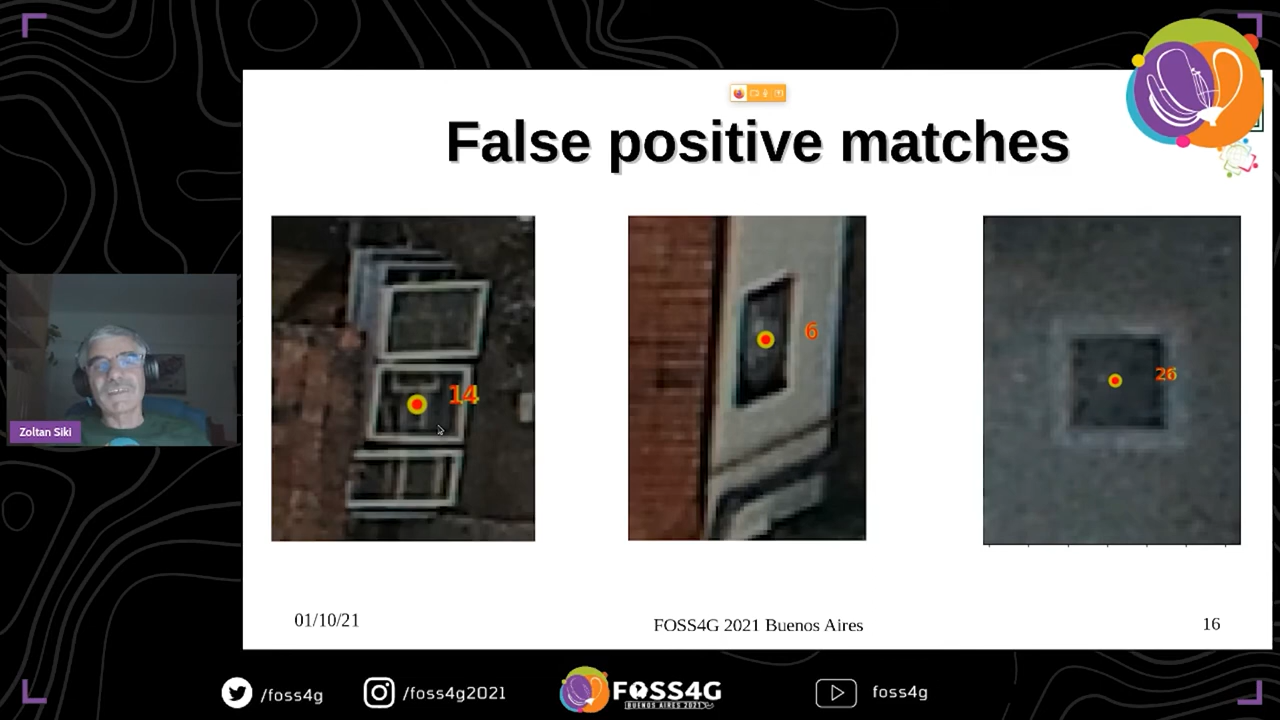 False positive matches
14
6
26
Zoltan Siki
01/10/21
FOSS4G 2021 Buenos Aires
16
/foss4g
/foss4g2021
FOSS4G
BUENOS AIRES 2021
foss4g